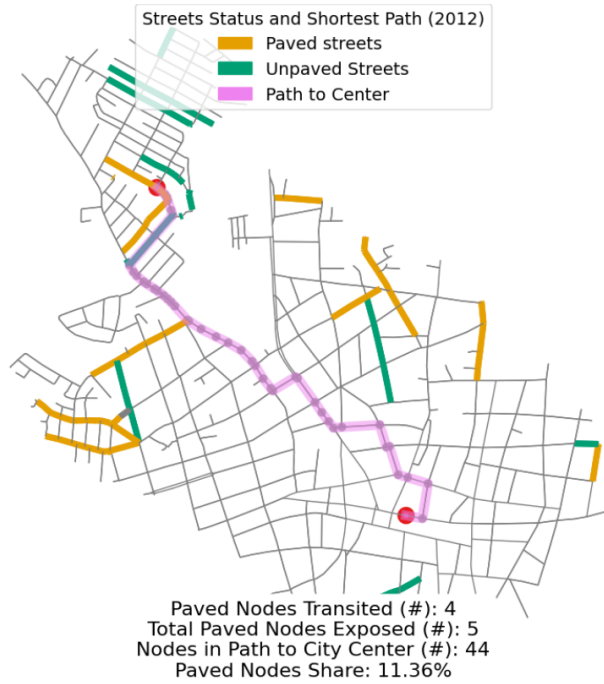 Streets Status and Shortest Path (2012)
Paved streets
Unpaved Streets
Path to Center
Paved Nodes Transited (#): 4
Total Paved Nodes Exposed (#): 5
Nodes in Path to City Center (#): 44
Paved Nodes Share: 11.36%